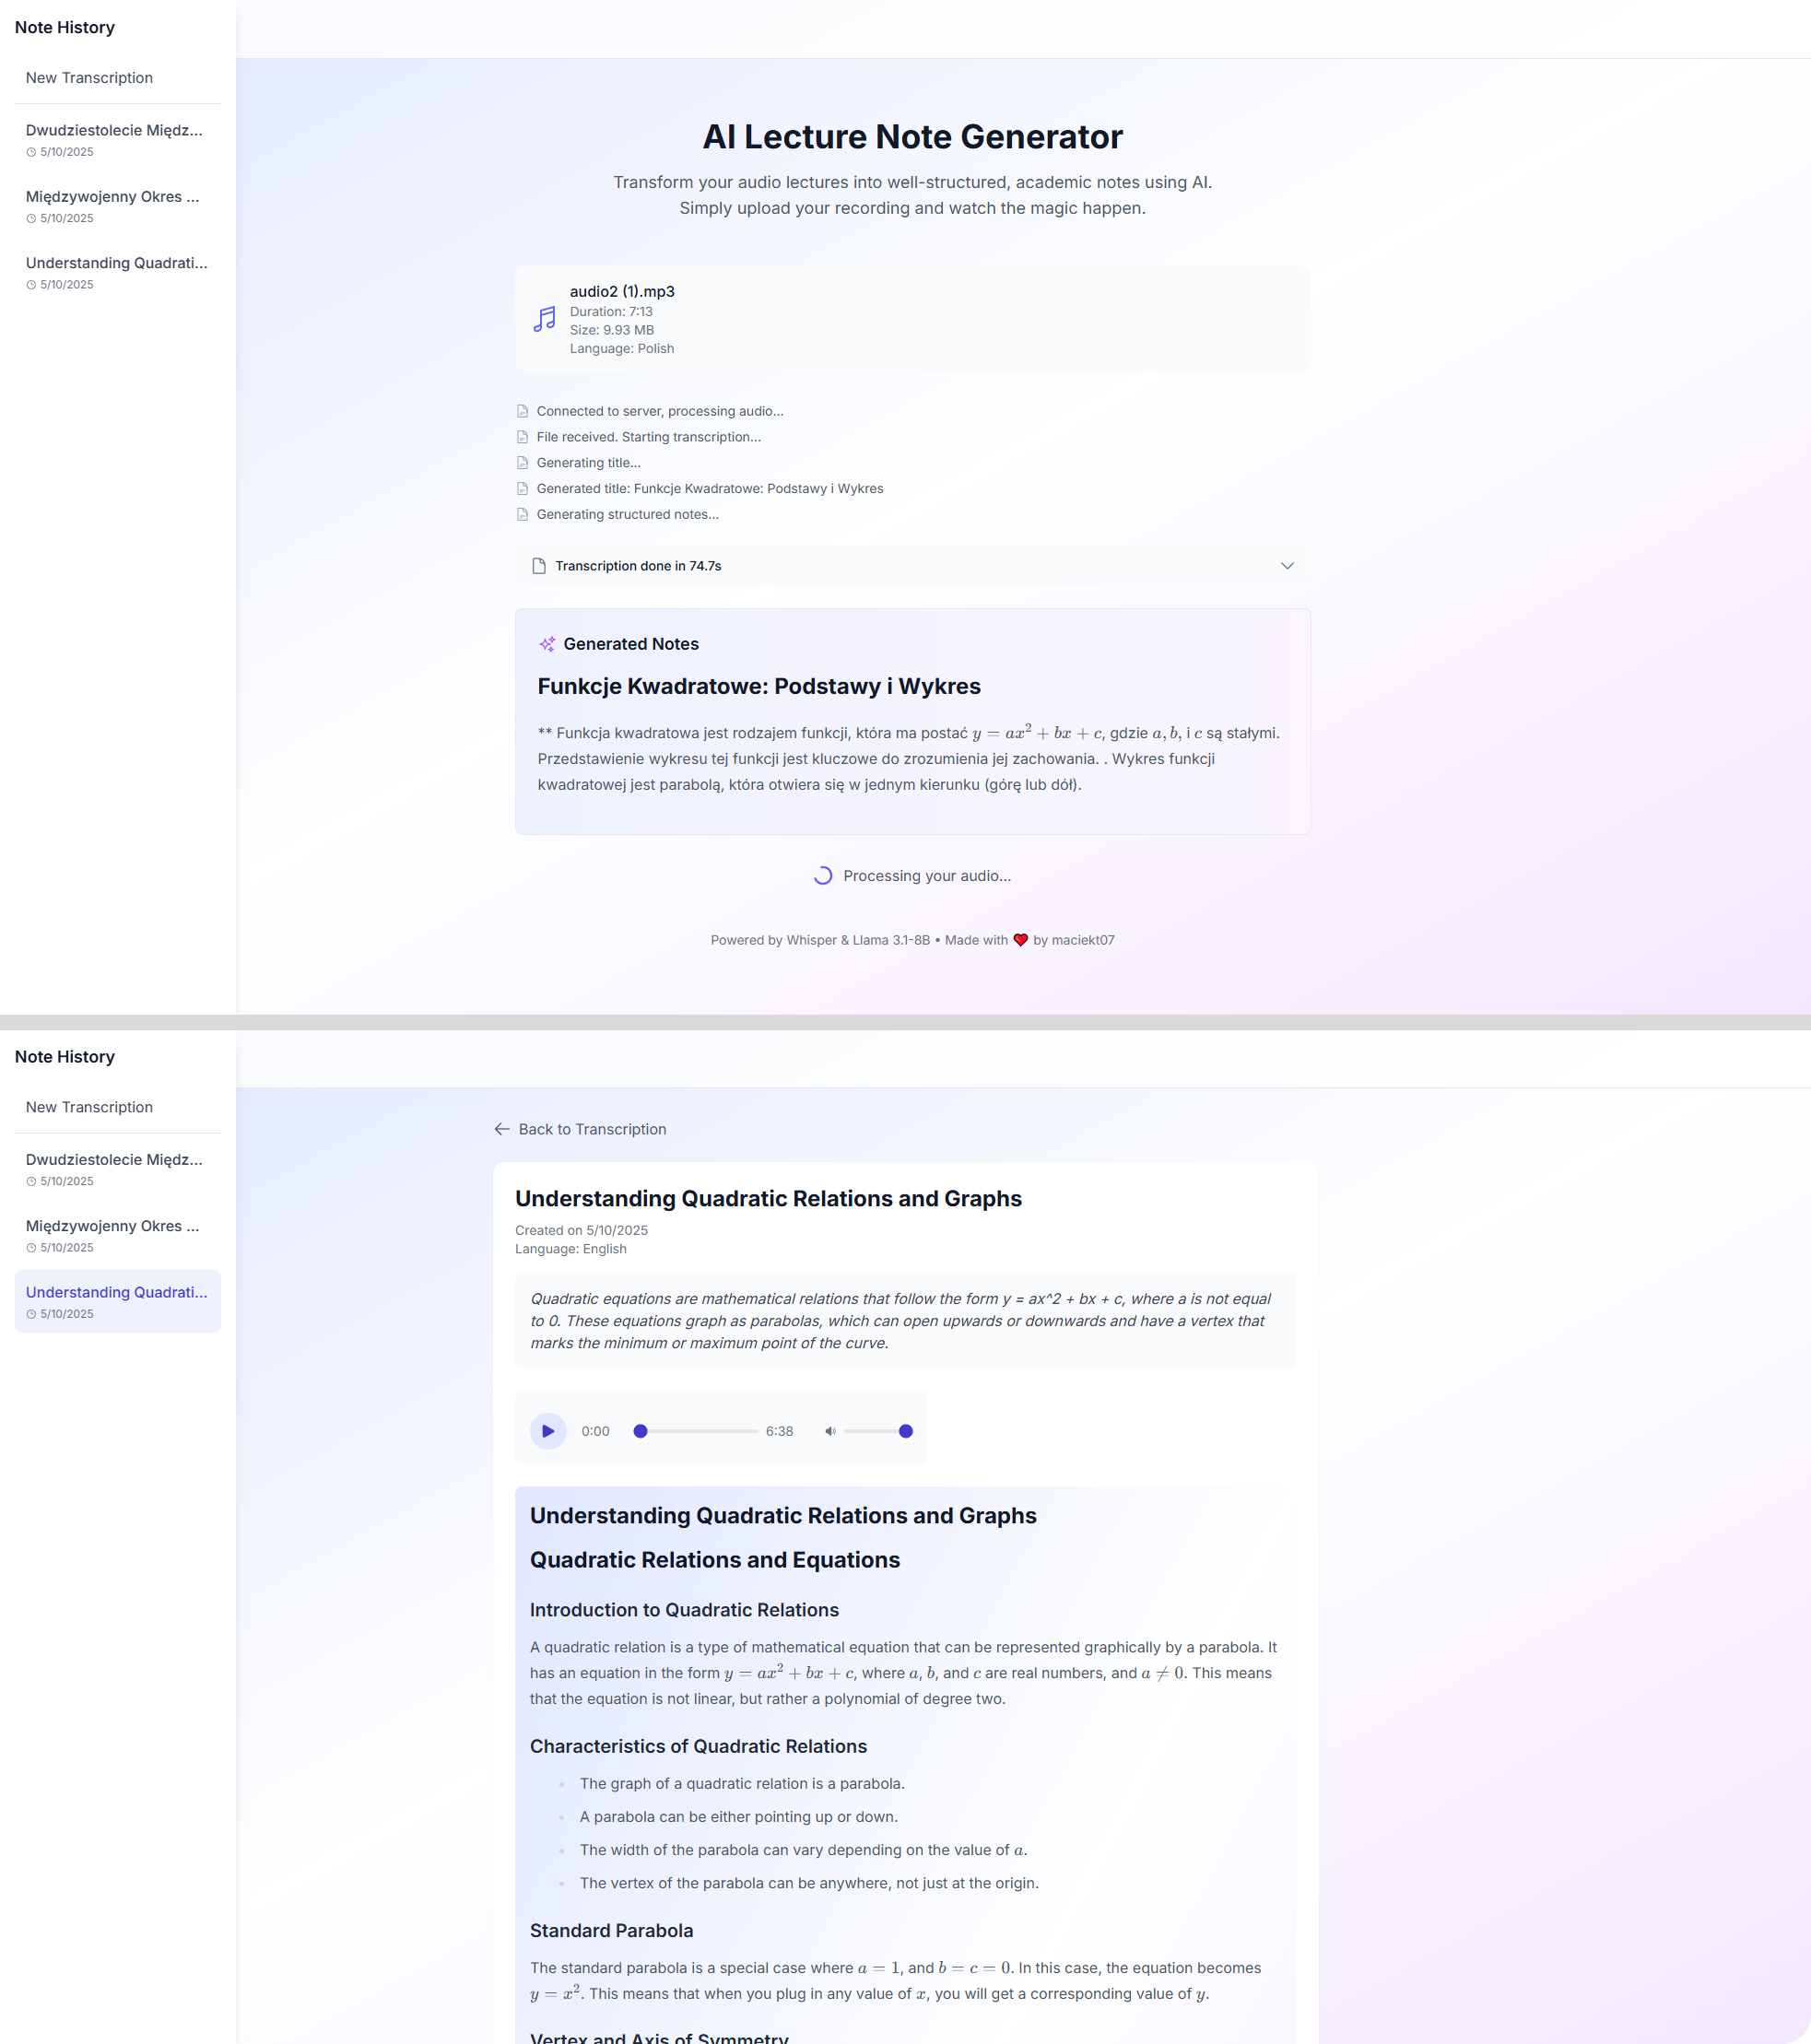 Note History
New Transcription
Dwudziestolecie Międz...
5/10/2025
Międzywojenny Okres ...
5/10/2025
Understanding Quadrati...
5/10/2025
AI Lecture Note Generator
Transform your audio lectures into well-structured, academic notes using AI.
Simply upload your recording and watch the magic happen.
audio2 (1).mp3
Duration: 7:13
Size: 9.93 MB
Language: Polish
Connected to server, processing audio...
File received. Starting transcription...
Generating title...
Generated title: Funkcje Kwadratowe: Podstawy i Wykres
Generating structured notes...
Transcription done in 74.7s
Generated Notes
Funkcje Kwadratowe: Podstawy i Wykres
** Funkcja kwadratowa jest rodzajem funkcji, która ma postać y = ax² + bx + c, gdzie a, b, i c są stałymi.
Przedstawienie wykresu tej funkcji jest kluczowe do zrozumienia jej zachowania. . Wykres funkcji
kwadratowej jest parabolą, która otwiera się w jednym kierunku (górę lub dół).
Processing your audio...
Powered by Whisper & Llama 3.1-8B • Made with ❤️ by maciekt07
Note History
New Transcription
Dwudziestolecie Międz...
5/10/2025
Międzywojenny Okres ...
5/10/2025
Understanding Quadrati...
5/10/2025
Back to Transcription
Understanding Quadratic Relations and Graphs
Created on 5/10/2025
Language: English
Quadratic equations are mathematical relations that follow the form y = ax^2 + bx + c, where a is not equal
to 0. These equations graph as parabolas, which can open upwards or downwards and have a vertex that
marks the minimum or maximum point of the curve.
0:00 6:38
Understanding Quadratic Relations and Graphs
Quadratic Relations and Equations
Introduction to Quadratic Relations
A quadratic relation is a type of mathematical equation that can be represented graphically by a parabola. It
has an equation in the form y = ax² + bx + c, where a, b, and c are real numbers, and a ≠ 0. This means
that the equation is not linear, but rather a polynomial of degree two.
Characteristics of Quadratic Relations
• The graph of a quadratic relation is a parabola.
• A parabola can be either pointing up or down.
• The width of the parabola can vary depending on the value of a.
• The vertex of the parabola can be anywhere, not just at the origin.
Standard Parabola
The standard parabola is a special case where a = 1, and b = c = 0. In this case, the equation becomes
y = x². This means that when you plug in any value of x, you will get a corresponding value of y.
Vertex and Axis of Symmetry